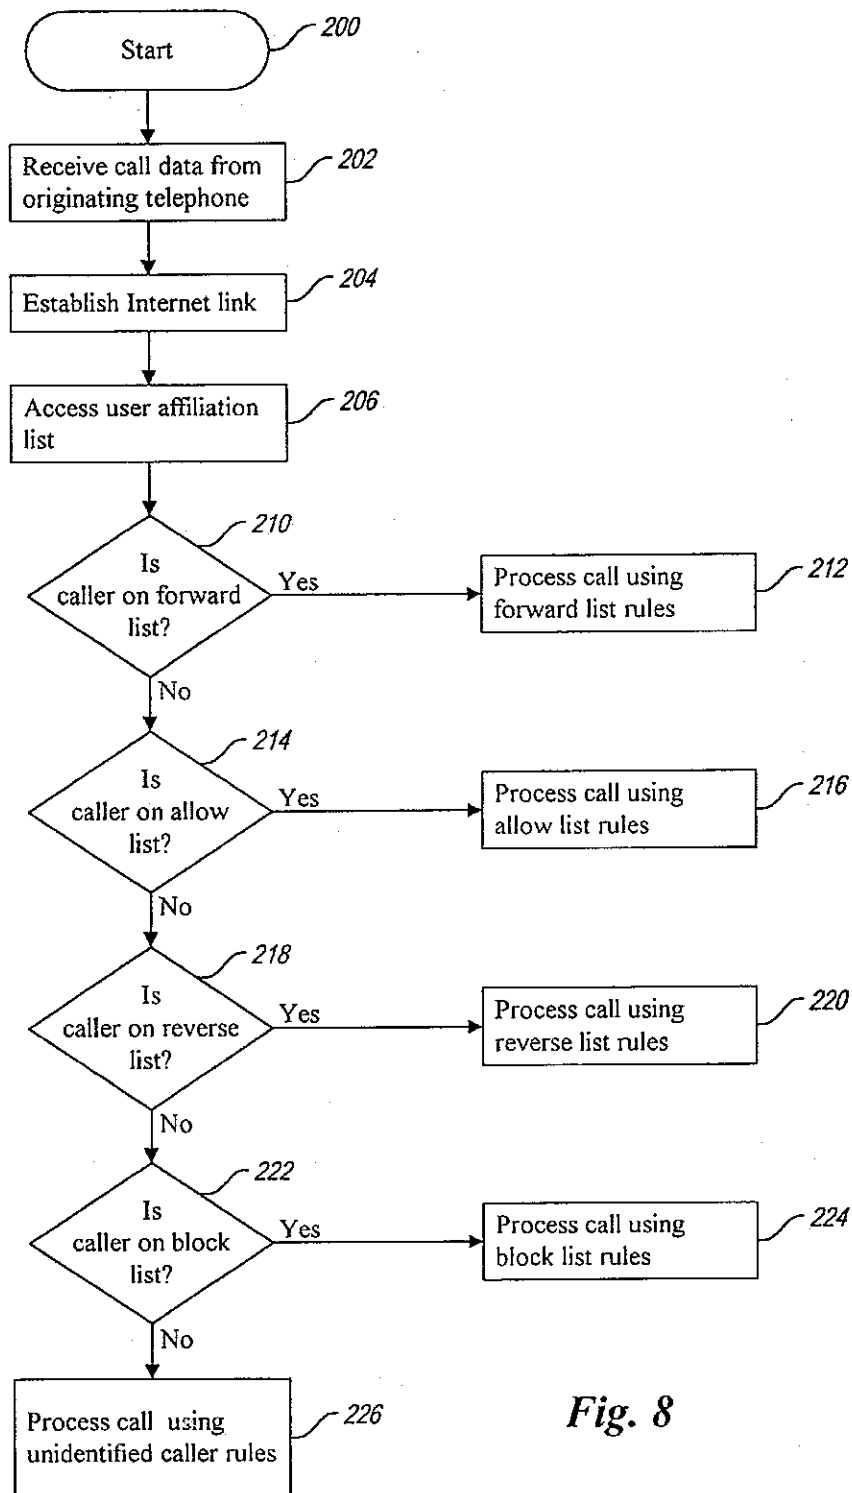 Start
200
Receive call data from
originating telephone
202
Establish Internet link
204
Access user affiliation
list
206
210
Is
caller on forward
list?
Yes
Process call using
forward list rules
212
No
214
Is
caller on allow
list?
Yes
Process call using
allow list rules
216
No
218
Is
caller on reverse
list?
Yes
Process call using
reverse list rules
220
No
222
Is
caller on block
list?
Yes
Process call using
block list rules
224
No
Process call using
unidentified caller rules
226
Fig. 8